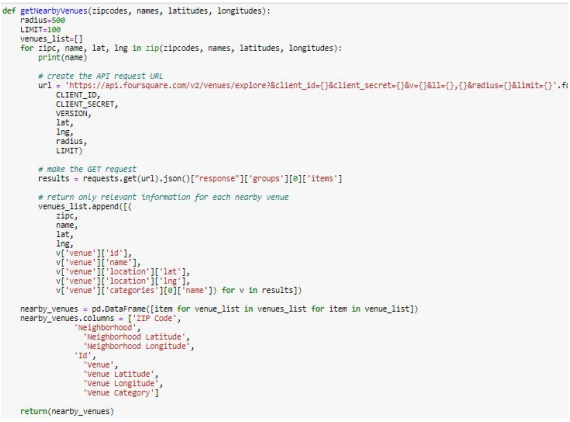 def getNearbyVenues(zipcodes, names, latitudes, longitudes):
    radius=500
    LIMIT=100
    venues_list=[]
    for zipc, name, lat, lng in zip(zipcodes, names, latitudes, longitudes):
        print(name)
        # create the API request URL
        url = 'https://api.foursquare.com/v2/venues/explore?&client_id={}&client_secret={}&v={}&ll={},{}&radius={}&limit={}'.fo
            CLIENT_ID,
            CLIENT_SECRET,
            VERSION,
            lat,
            lng,
            radius,
            LIMIT)
        # make the GET request
        results = requests.get(url).json()["response"]['groups'][0]['items']
        # return only relevant information for each nearby venue
        venues_list.append([(
            zipc,
            name,
            lat,
            lng,
            v['venue']['id'],
            v['venue']['name'],
            v['venue']['location']['lat'],
            v['venue']['location']['lng'],
            v['venue']['categories'][0]['name']) for v in results])
    nearby_venues = pd.DataFrame([item for venue_list in venues_list for item in venue_list])
    nearby_venues.columns = ['ZIP Code',
                'Neighborhood',
                  'Neighborhood Latitude',
                  'Neighborhood Longitude',
                'Id',
                  'Venue',
                  'Venue Latitude',
                  'Venue Longitude',
                  'Venue Category']
    return(nearby_venues)